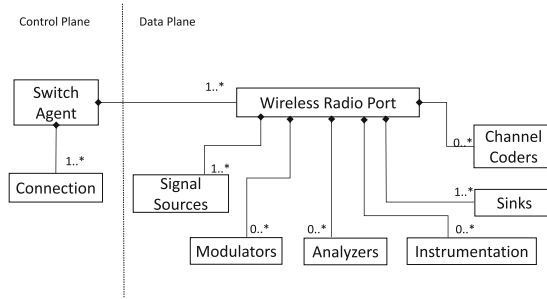 Control Plane
Data Plane
1..*
Switch
Agent
Wireless Radio Port
1..*
Connection
1..*
Signal
Sources
0..*
Channel
Coders
1..*
Sinks
0..*
Modulators
0..*
Analyzers
0..*
Instrumentation